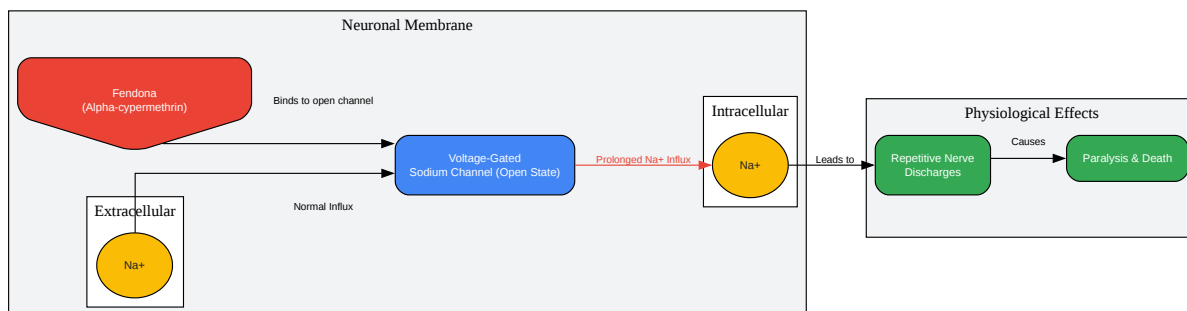 Neuronal Membrane
Fendona
(Alpha-cypermethrin)
Binds to open channel
Voltage-Gated
Sodium Channel (Open State)
Prolonged Na+ Influx
Intracellular
Na+
Leads to
Physiological Effects
Repetitive Nerve
Discharges
Causes
Paralysis & Death
Extracellular
Na+
Normal Influx